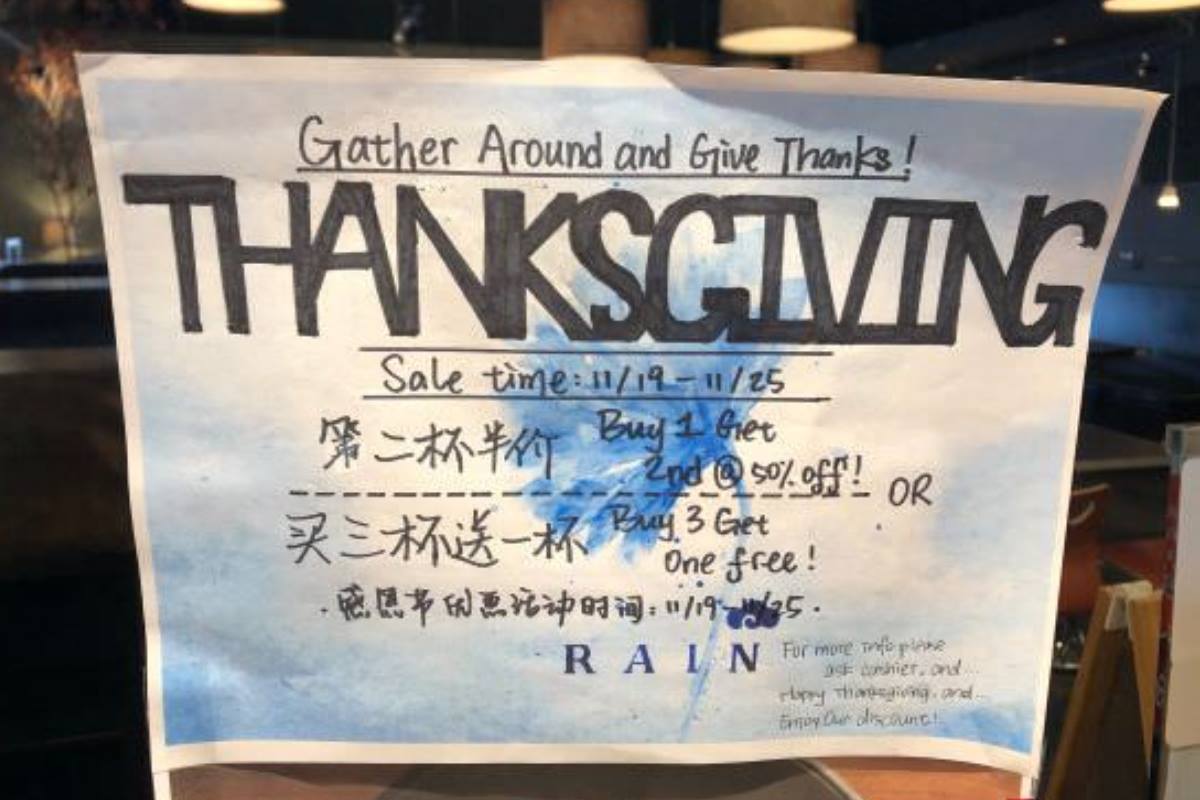 Gather Around and Give Thanks!
THANKSGIVING
Sale time: 11/19 - 11/25
第二杯半价 Buy 1 Get
2nd @ 50% off!
OR
买三杯送一杯 Buy 3 Get
One free!
· 感恩节优惠活动时间: 11/19 - 11/25 ·
RAIN
For more info please
ask cashier, and...
Happy Thanksgiving, and...
Enjoy Our discount!